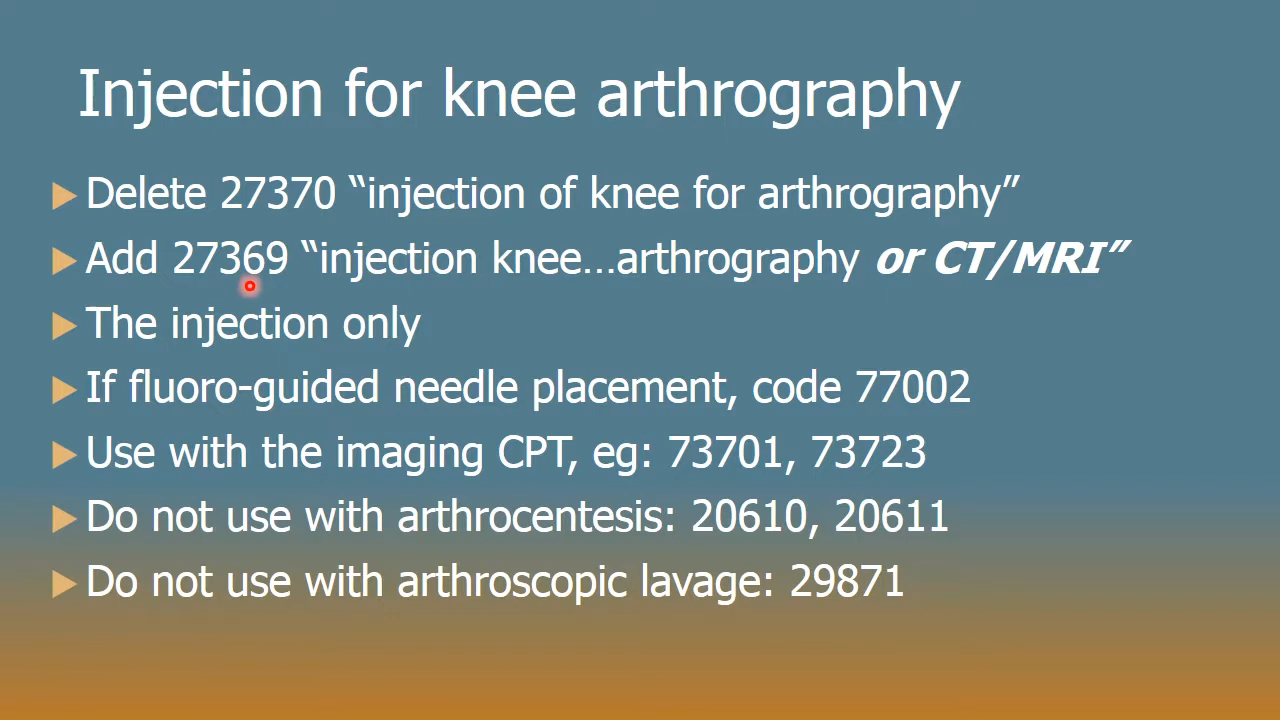 Injection for knee arthrography
Delete 27370 “injection of knee for arthrography”
Add 27369 “injection knee…arthrography or CT/MRI”
The injection only
If fluoro-guided needle placement, code 77002
Use with the imaging CPT, eg: 73701, 73723
Do not use with arthrocentesis: 20610, 20611
Do not use with arthroscopic lavage: 29871